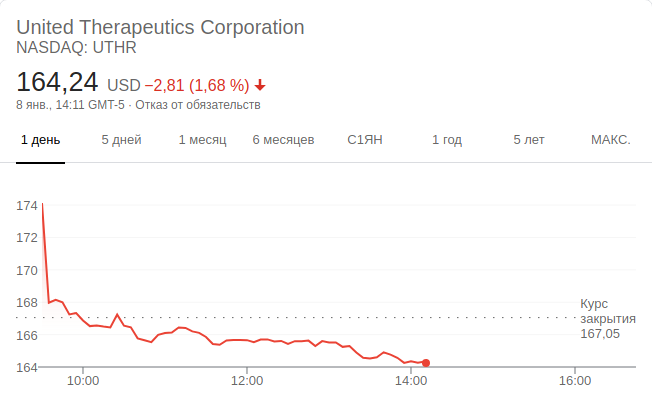 United Therapeutics Corporation
NASDAQ: UTHR
164,24 USD −2,81 (1,68 %)
8 янв., 14:11 GMT-5 · Отказ от обязательств
1 день 5 дней 1 месяц 6 месяцев С1ЯН 1 год 5 лет МАКС.
174
172
170
168
Курс
закрытия
167,05
166
164
10:00 12:00 14:00 16:00